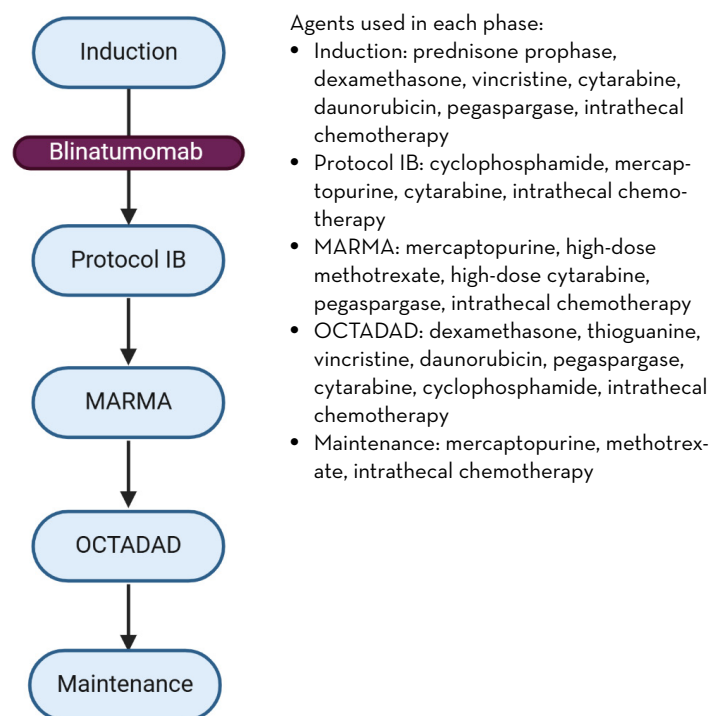 Induction
Blinatumomab
Protocol IB
MARMA
OCTADAD
Maintenance
Agents used in each phase:
• Induction: prednisone prophase,
dexamethasone, vincristine, cytarabine,
daunorubicin, pegaspargase, intrathecal
chemotherapy
• Protocol IB: cyclophosphamide, mercap-
topurine, cytarabine, intrathecal chemo-
therapy
• MARMA: mercaptopurine, high-dose
methotrexate, high-dose cytarabine,
pegaspargase, intrathecal chemotherapy
• OCTADAD: dexamethasone, thioguanine,
vincristine, daunorubicin, pegaspargase,
cytarabine, cyclophosphamide, intrathecal
chemotherapy
• Maintenance: mercaptopurine, methotrex-
ate, intrathecal chemotherapy